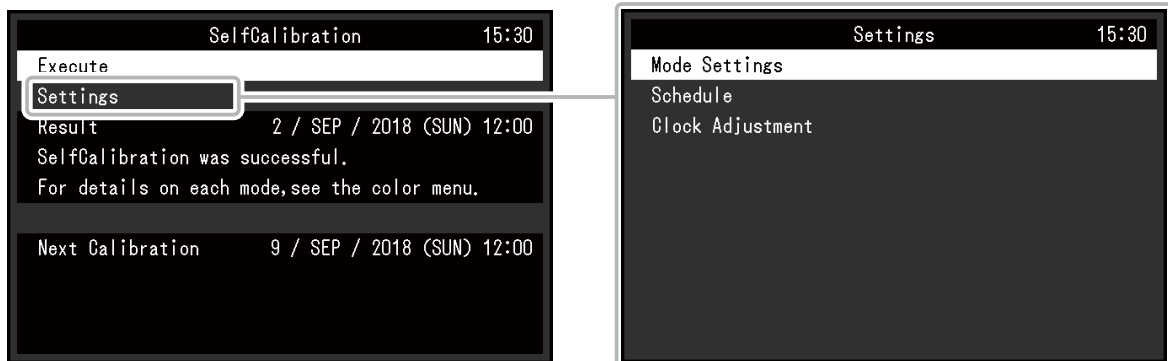 SelfCalibration 15:30
Execute
Settings
Result 2 / SEP / 2018 (SUN) 12:00
SelfCalibration was successful.
For details on each mode,see the color menu.
Next Calibration 9 / SEP / 2018 (SUN) 12:00
Settings 15:30
Mode Settings
Schedule
Clock Adjustment